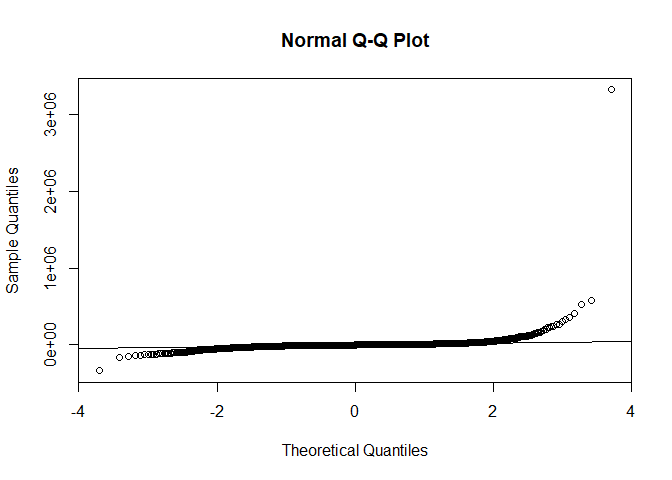 Normal Q-Q Plot
3e+06
2e+06
1e+06
0e+00
Sample Quantiles
-4 -2 0 2 4
Theoretical Quantiles